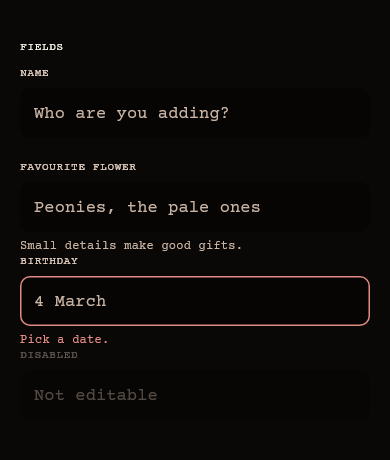 FIELDS
NAME
Who are you adding?
FAVOURITE FLOWER
Peonies, the pale ones
Small details make good gifts.
BIRTHDAY
4 March
Pick a date.
DISABLED
Not editable